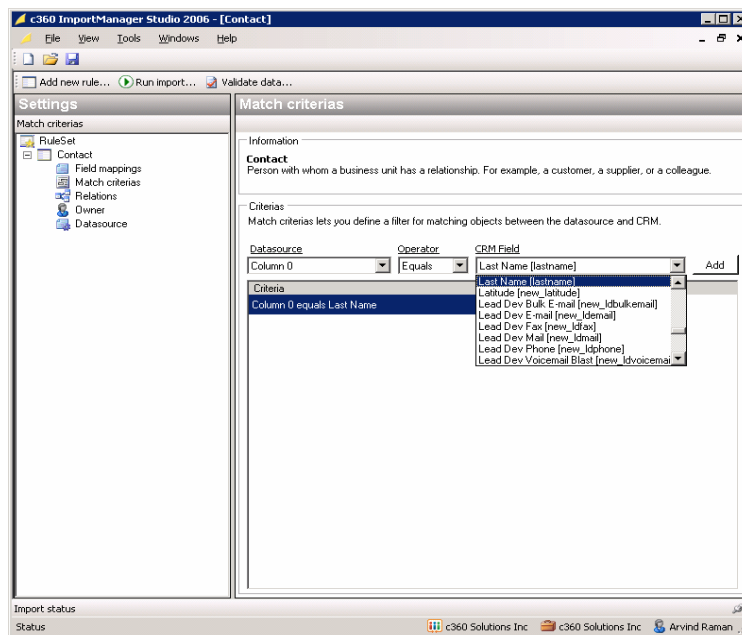 c360 ImportManager Studio 2006 - [Contact]
File View Tools Windows Help
Add new rule... Run import... Validate data...
Settings
Match criterias
RuleSet
Contact
Field mappings
Match criterias
Relations
Owner
Datasource
Match criterias
Information
Contact
Person with whom a business unit has a relationship. For example, a customer, a supplier, or a colleague.
Criterias
Match criteria lets you define a filter for matching objects between the datasource and CRM.
Datasource Operator CRM Field
Column 0 Equals Last Name [lastname] Add
Criteria
Column 0 equals Last Name
Last Name [lastname]
Latitude [new_latitude]
Lead Dev Bulk E-mail [new_ldbulkemail]
Lead Dev E-mail [new_ldemail]
Lead Dev Fax [new_ldfax]
Lead Dev Mail [new_ldmail]
Lead Dev Phone [new_ldphone]
Lead Dev Voicemail Blast [new_ldvoicemai
Import status
Status c360 Solutions Inc c360 Solutions Inc Arvind Raman